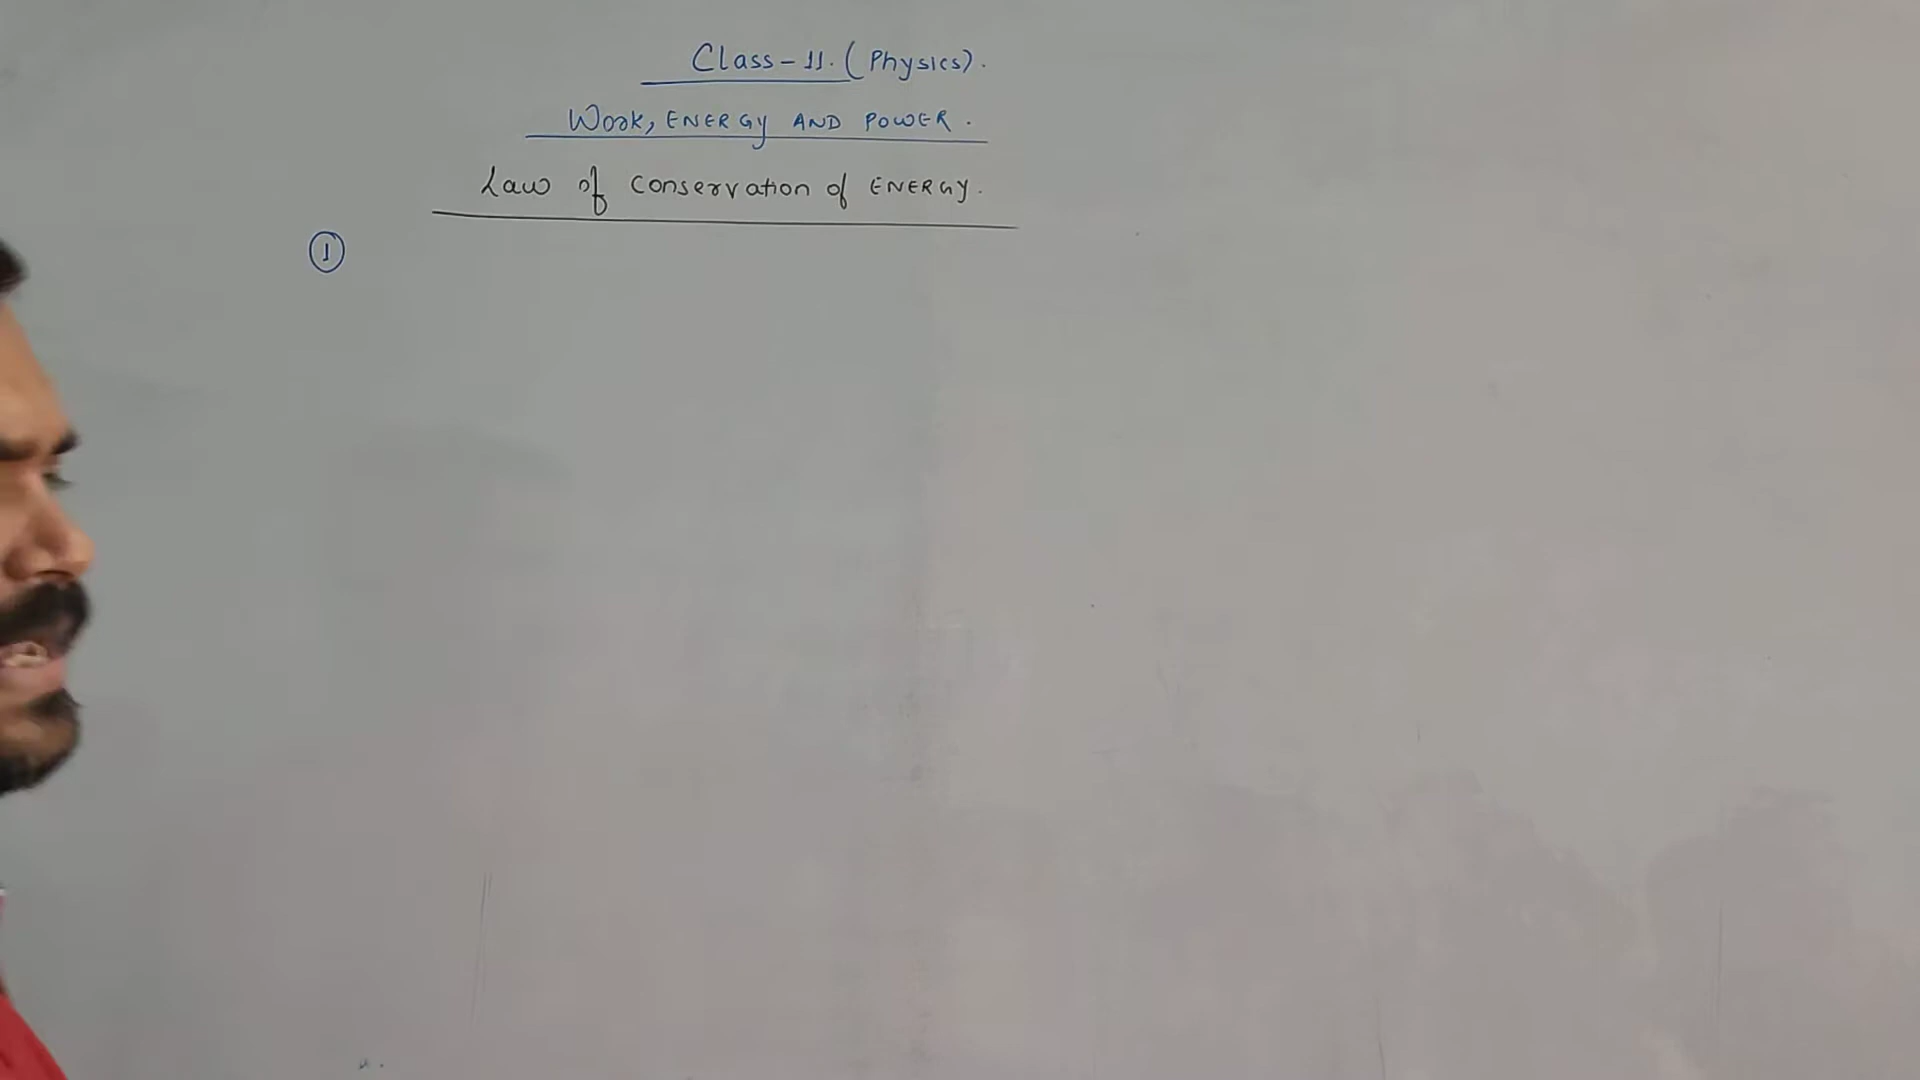 Class - 11. (Physics).
Work, ENERGY AND POWER.
Law of conservation of ENERGY.
1